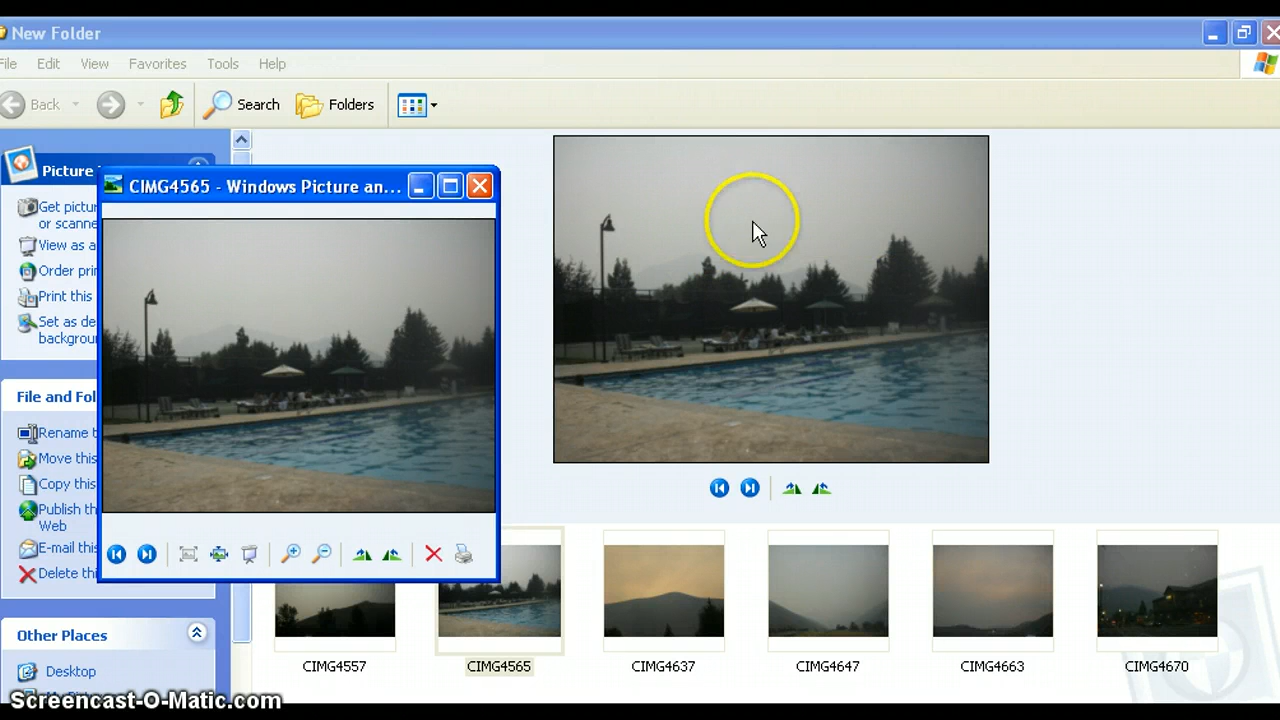 New Folder
File Edit View Favorites Tools Help
Back Search Folders
Picture
CIMG4565 - Windows Picture an...
Get pictur
or scanne
View as a
Order prin
Print this
Set as de
backgrou
File and Fol
Rename t
Move this
Copy this
Publish th
Web
E-mail this
Delete thi
Other Places
Desktop
CIMG4557 CIMG4565 CIMG4637 CIMG4647 CIMG4663 CIMG4670
Screencast-O-Matic.com